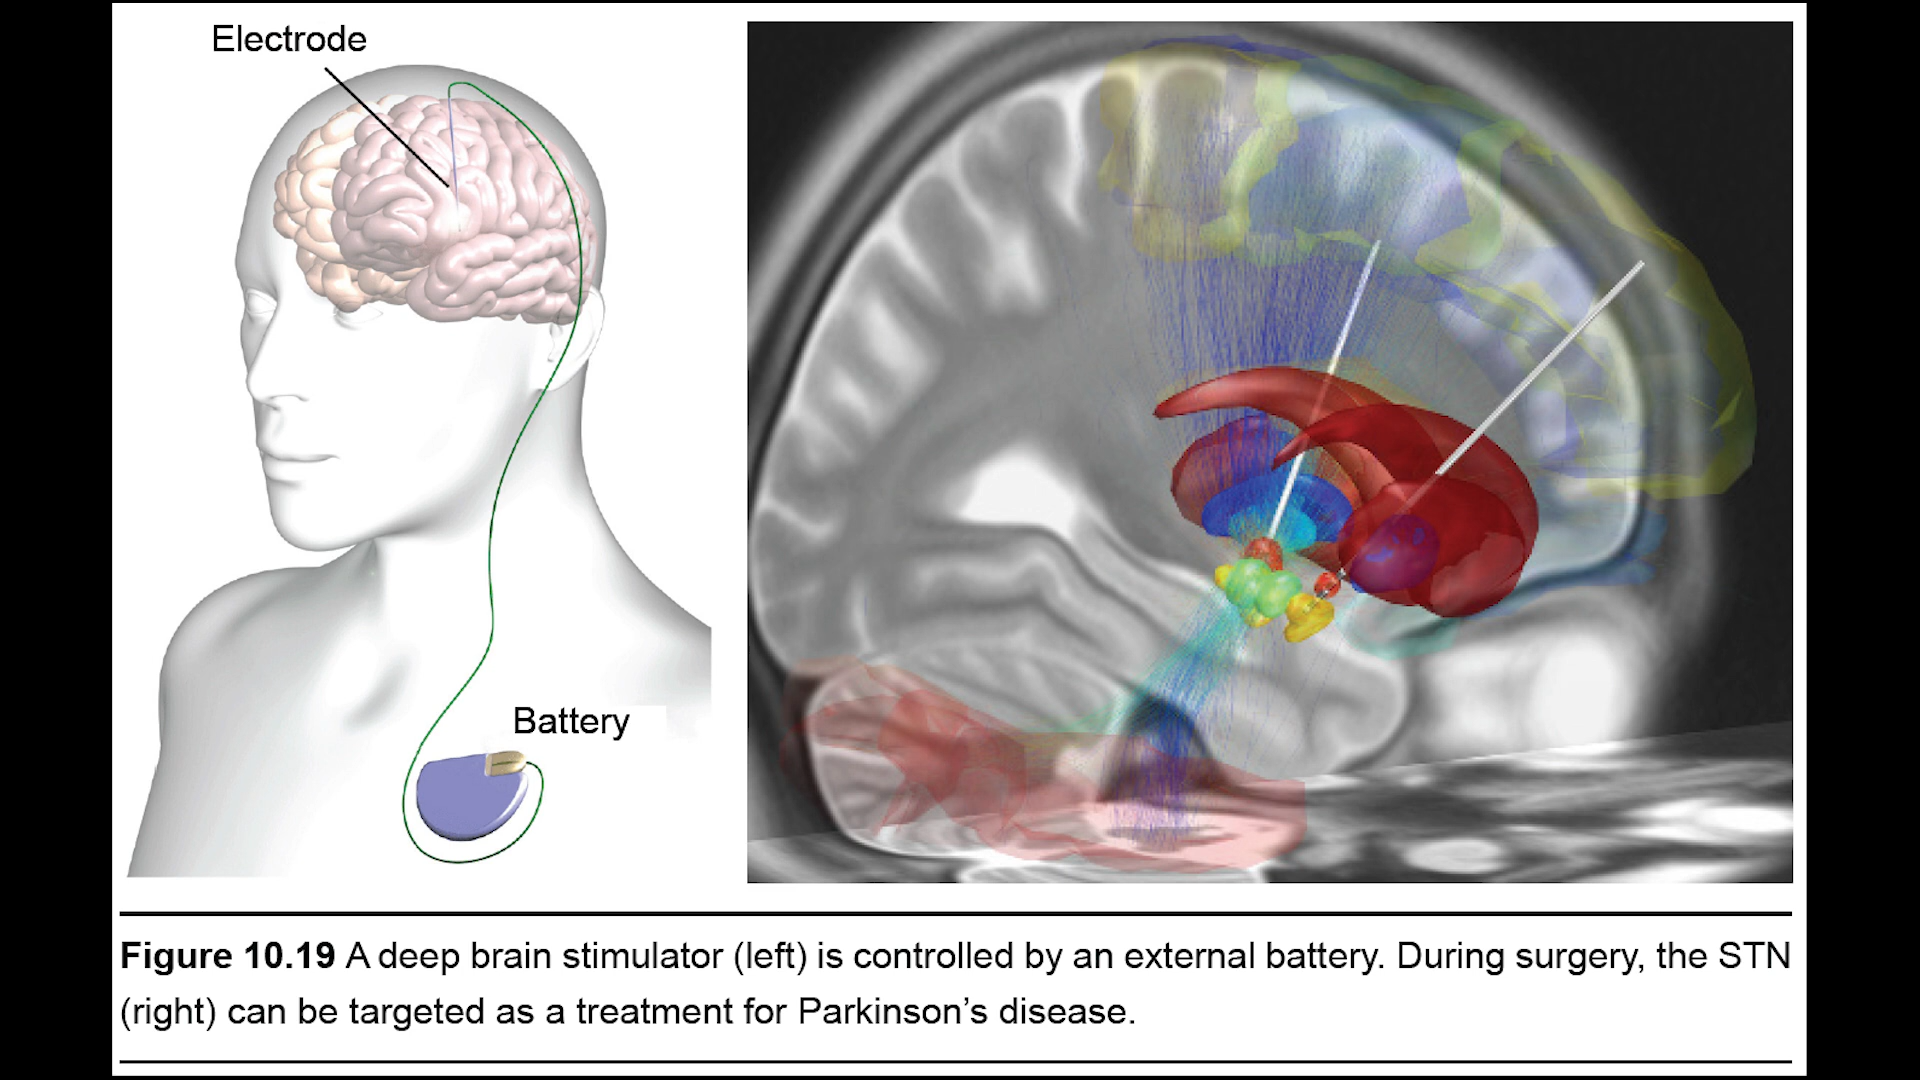 Electrode
Battery
Figure 10.19 A deep brain stimulator (left) is controlled by an external battery. During surgery, the STN
(right) can be targeted as a treatment for Parkinson’s disease.